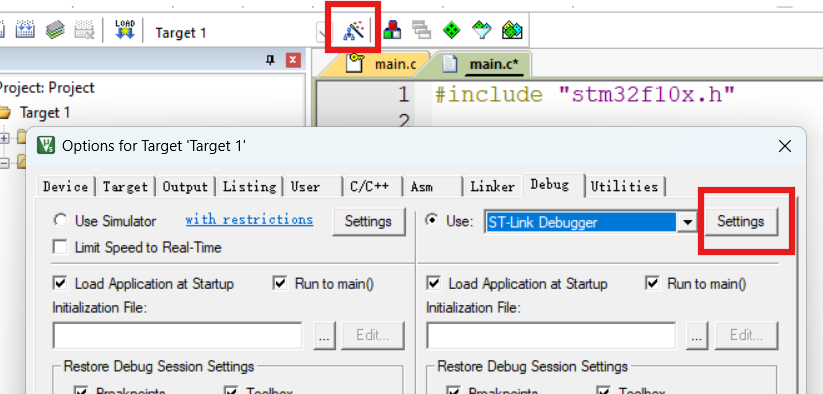 LOAD
Target 1
main.c
main.c*
Project: Project
Target 1
1 #include "stm32f10x.h"
2
Options for Target 'Target 1'
Device Target Output Listing User C/C++ Asm Linker Debug Utilities
Use Simulator with restrictions Settings Use: ST-Link Debugger Settings
Limit Speed to Real-Time
Load Application at Startup Run to main() Load Application at Startup Run to main()
Initialization File: Initialization File:
... Edit... ... Edit...
Restore Debug Session Settings Restore Debug Session Settings
Breakpoints Toolbox Breakpoints Toolbox